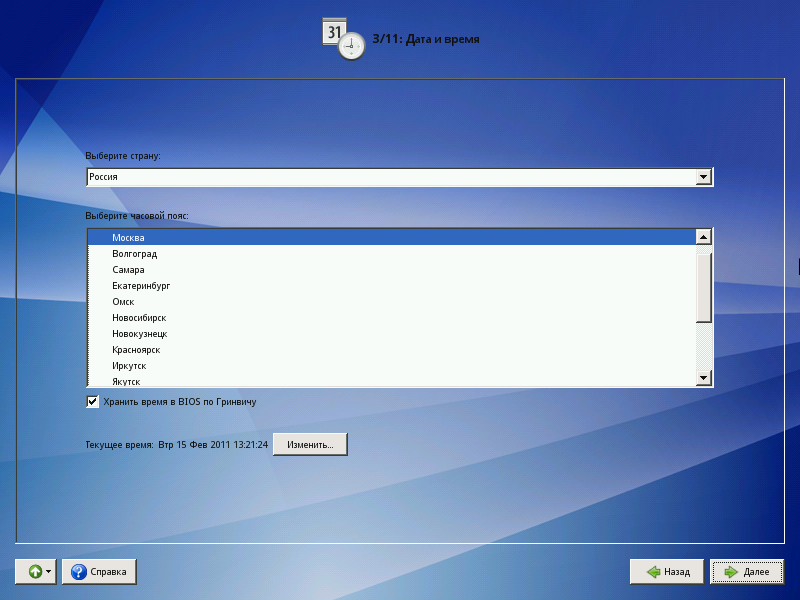 31
3/11: Дата и время
Выберите страну:
Россия
Выберите часовой пояс:
Москва
Волгоград
Самара
Екатеринбург
Омск
Новосибирск
Новокузнецк
Красноярск
Иркутск
Якутск
Хранить время в BIOS по Гринвичу
Текущее время: Втр 15 Фев 2011 13:21:24 Изменить...
? Справка Назад Далее